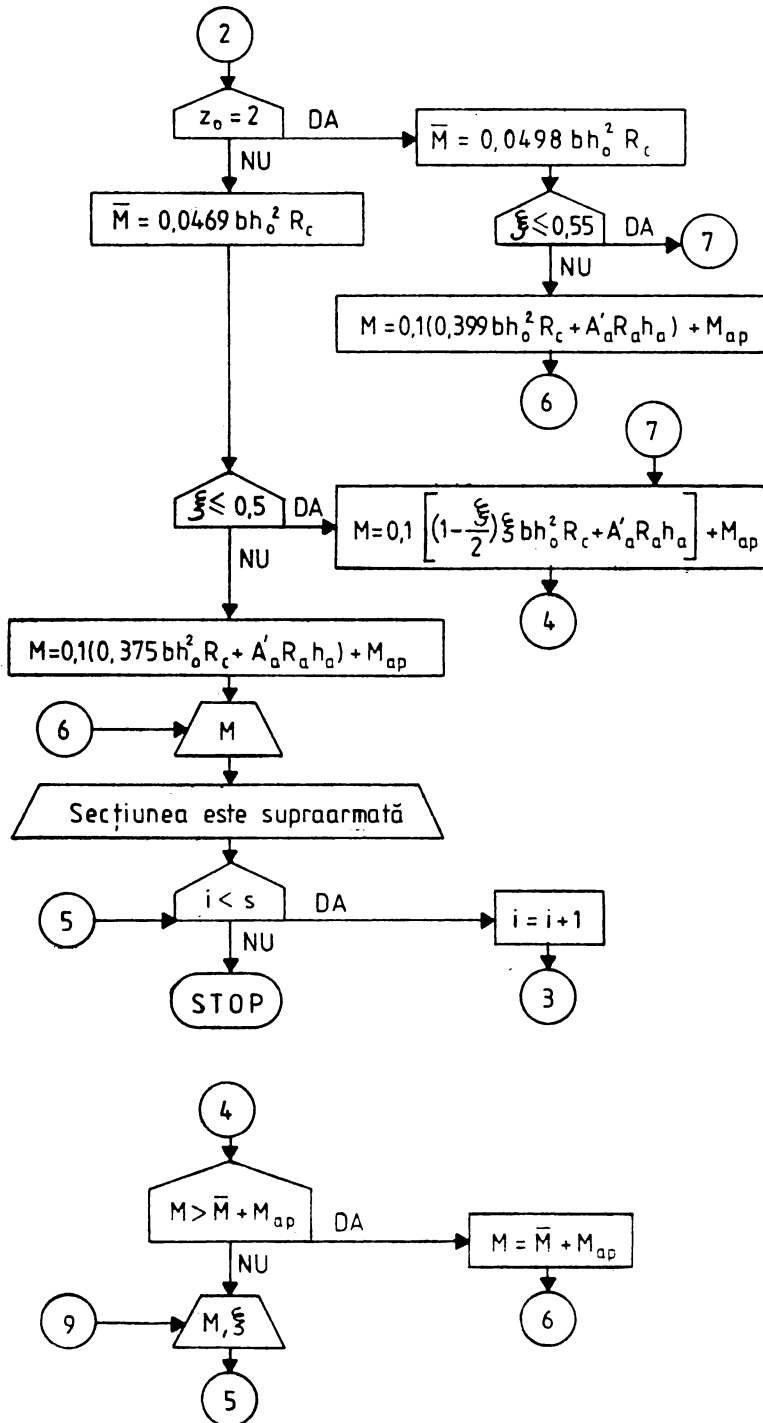 2
z₀ = 2
DA
M̅ = 0,0498 bh₀² R_c
NU
M̅ = 0,0469 bh₀² R_c
ξ ≤ 0,55
DA
7
NU
M = 0,1(0,399 bh₀² R_c + A'_a R_a h_a) + M_ap
6
7
ξ ≤ 0,5
DA
M = 0,1 [(1 - ξ/2) ξ bh₀² R_c + A'_a R_a h_a] + M_ap
NU
4
M = 0,1(0,375 bh₀² R_c + A'_a R_a h_a) + M_ap
6
M
Secțiunea este supraarmată
5
i < s
DA
i = i+1
NU
STOP
3
4
M > M̅ + M_ap
DA
M = M̅ + M_ap
NU
9
M, ξ
6
5